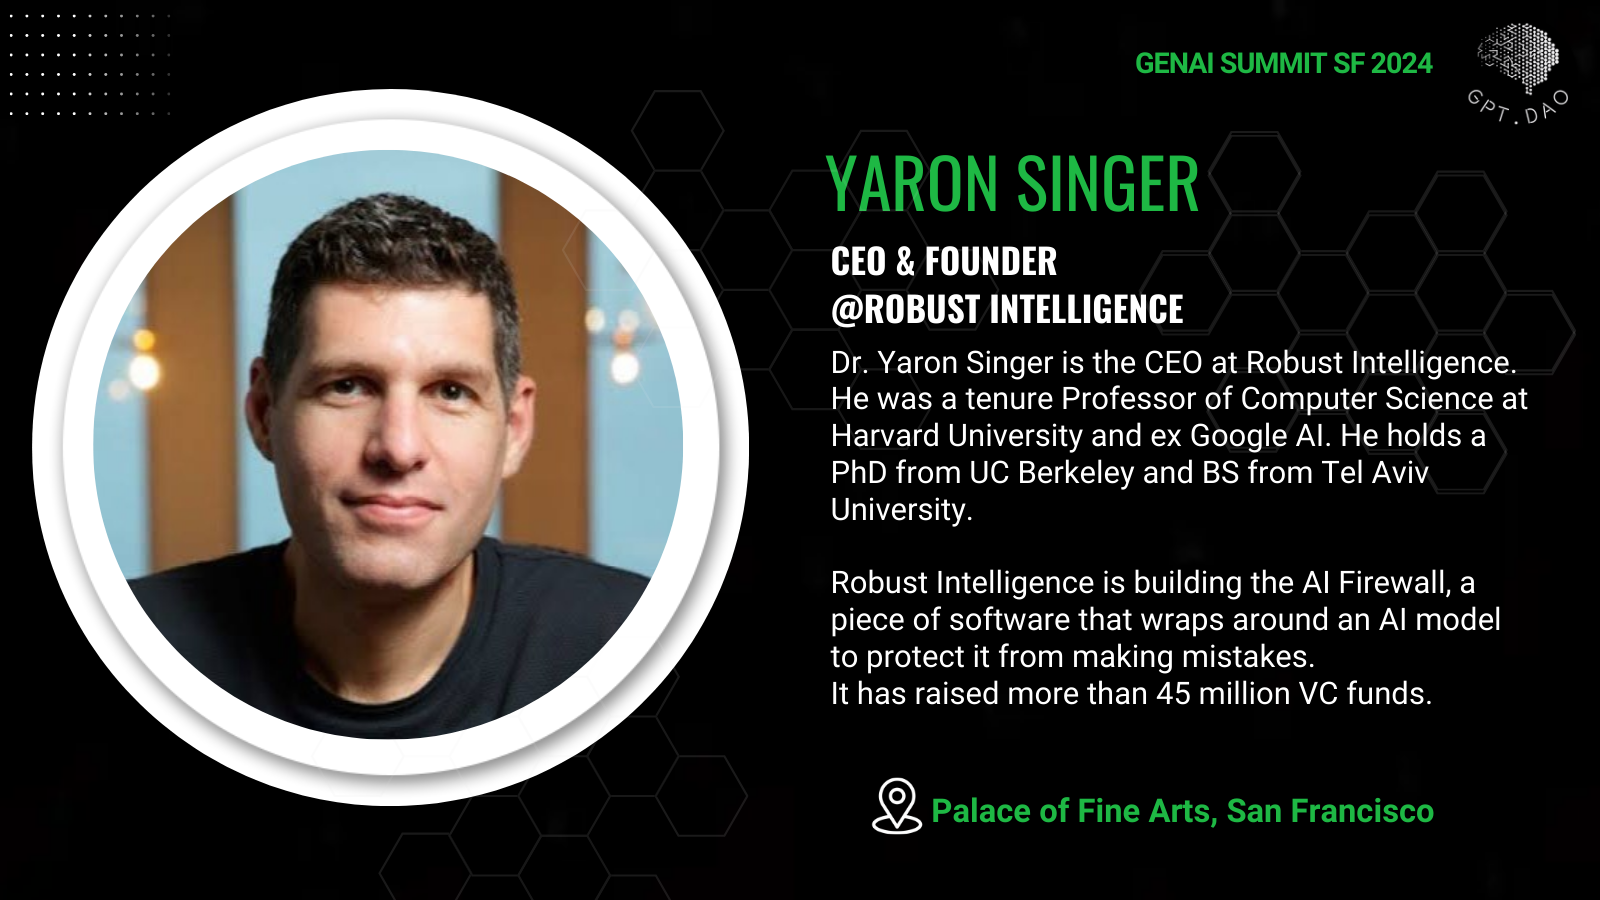 GENAI SUMMIT SF 2024
GPT.DAO
YARON SINGER
CEO & FOUNDER
@ROBUST INTELLIGENCE
Dr. Yaron Singer is the CEO at Robust Intelligence.
He was a tenure Professor of Computer Science at
Harvard University and ex Google AI. He holds a
PhD from UC Berkeley and BS from Tel Aviv
University.
Robust Intelligence is building the AI Firewall, a
piece of software that wraps around an AI model
to protect it from making mistakes.
It has raised more than 45 million VC funds.
Palace of Fine Arts, San Francisco